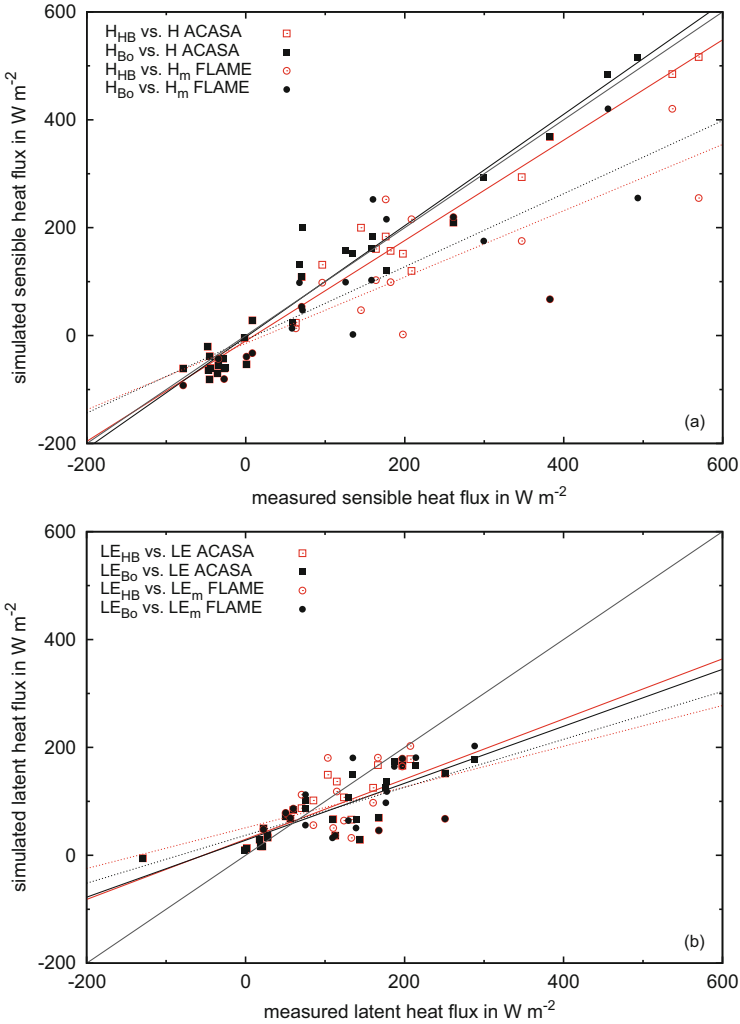 600
400
200
0
-200
simulated sensible heat flux in W m-2
H_HB vs. H ACASA
H_Bo vs. H ACASA
H_HB vs. H_m FLAME
H_Bo vs. H_m FLAME
(a)
-200 0 200 400 600
measured sensible heat flux in W m-2
600
400
200
0
-200
simulated latent heat flux in W m-2
LE_HB vs. LE ACASA
LE_Bo vs. LE ACASA
LE_HB vs. LE_m FLAME
LE_Bo vs. LE_m FLAME
(b)
-200 0 200 400 600
measured latent heat flux in W m-2